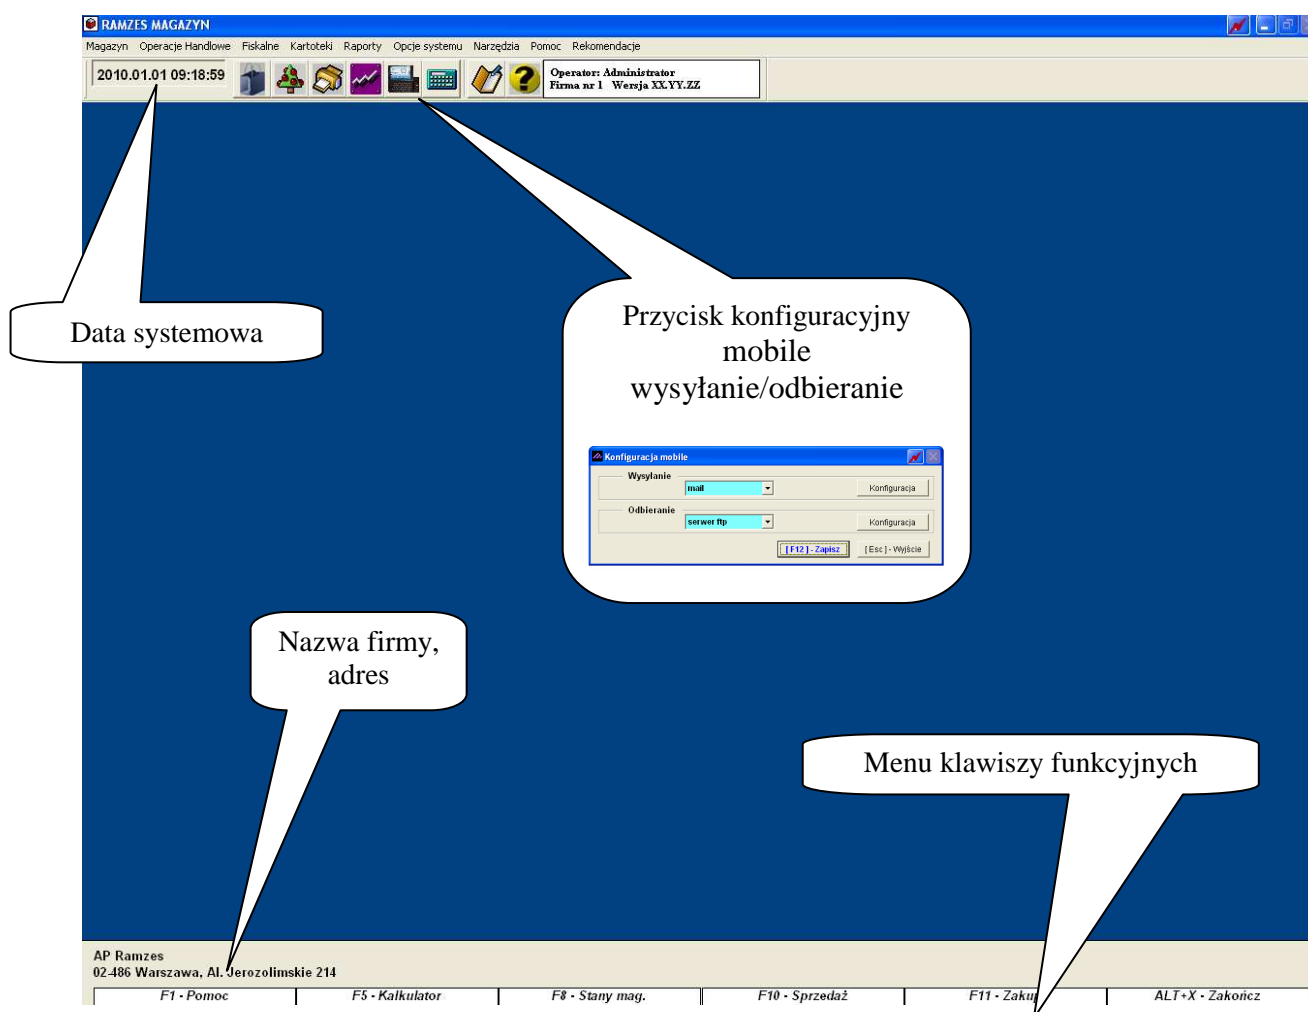 RAMZES MAGAZYN
Magazyn Operacje Handlowe Fiskalne Kartoteki Raporty Opcje systemu Narzędzia Pomoc Rekomendacje
2010.01.01 09:18:59
Operator: Administrator
Firma nr 1 Wersja XX.YY.ZZ
Data systemowa
Przycisk konfiguracyjny
mobile
wysyłanie/odbieranie
Konfiguracja mobile
Wysyłanie
mail
Konfiguracja
Odbieranie
serwer ftp
Konfiguracja
[ F12 ] - Zapisz
[ Esc ] - Wyjście
Nazwa firmy,
adres
Menu klawiszy funkcyjnych
AP Ramzes
02-486 Warszawa, Al. Jerozolimskie 214
F1 - Pomoc
F5 - Kalkulator
F8 - Stany mag.
F10 - Sprzedaż
F11 - Zakup
ALT+X - Zakończ